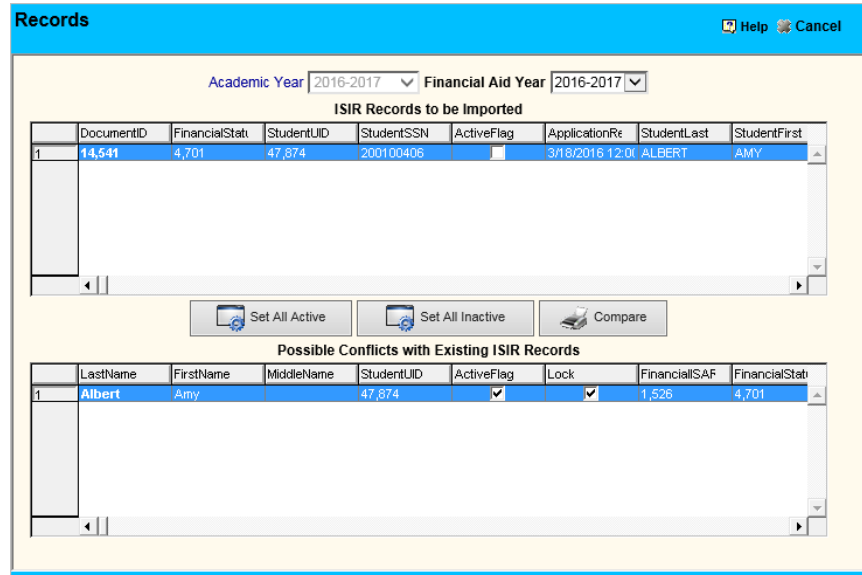 Records
Help Cancel
Academic Year 2016-2017 Financial Aid Year 2016-2017
ISIR Records to be Imported
DocumentID FinancialStatu StudentUID StudentSSN ActiveFlag ApplicationRe StudentLast StudentFirst
1 14,541 4,701 47,874 200100406 3/18/2016 12:00 ALBERT AMY
Set All Active Set All Inactive Compare
Possible Conflicts with Existing ISIR Records
LastName FirstName MiddleName StudentUID ActiveFlag Lock FinancialISAR FinancialStatu
1 Albert Amy 47,874 1,526 4,701